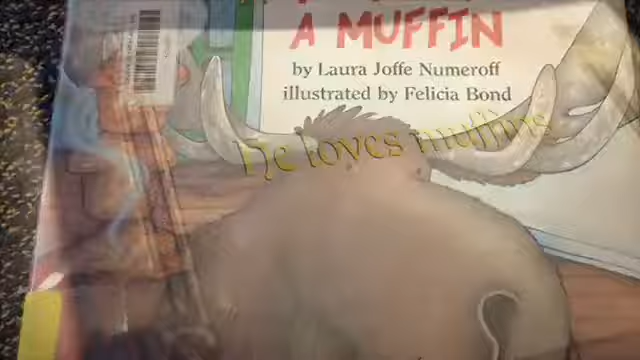 A MUFFIN
by Laura Joffe Numeroff
illustrated by Felicia Bond
He loves muffins